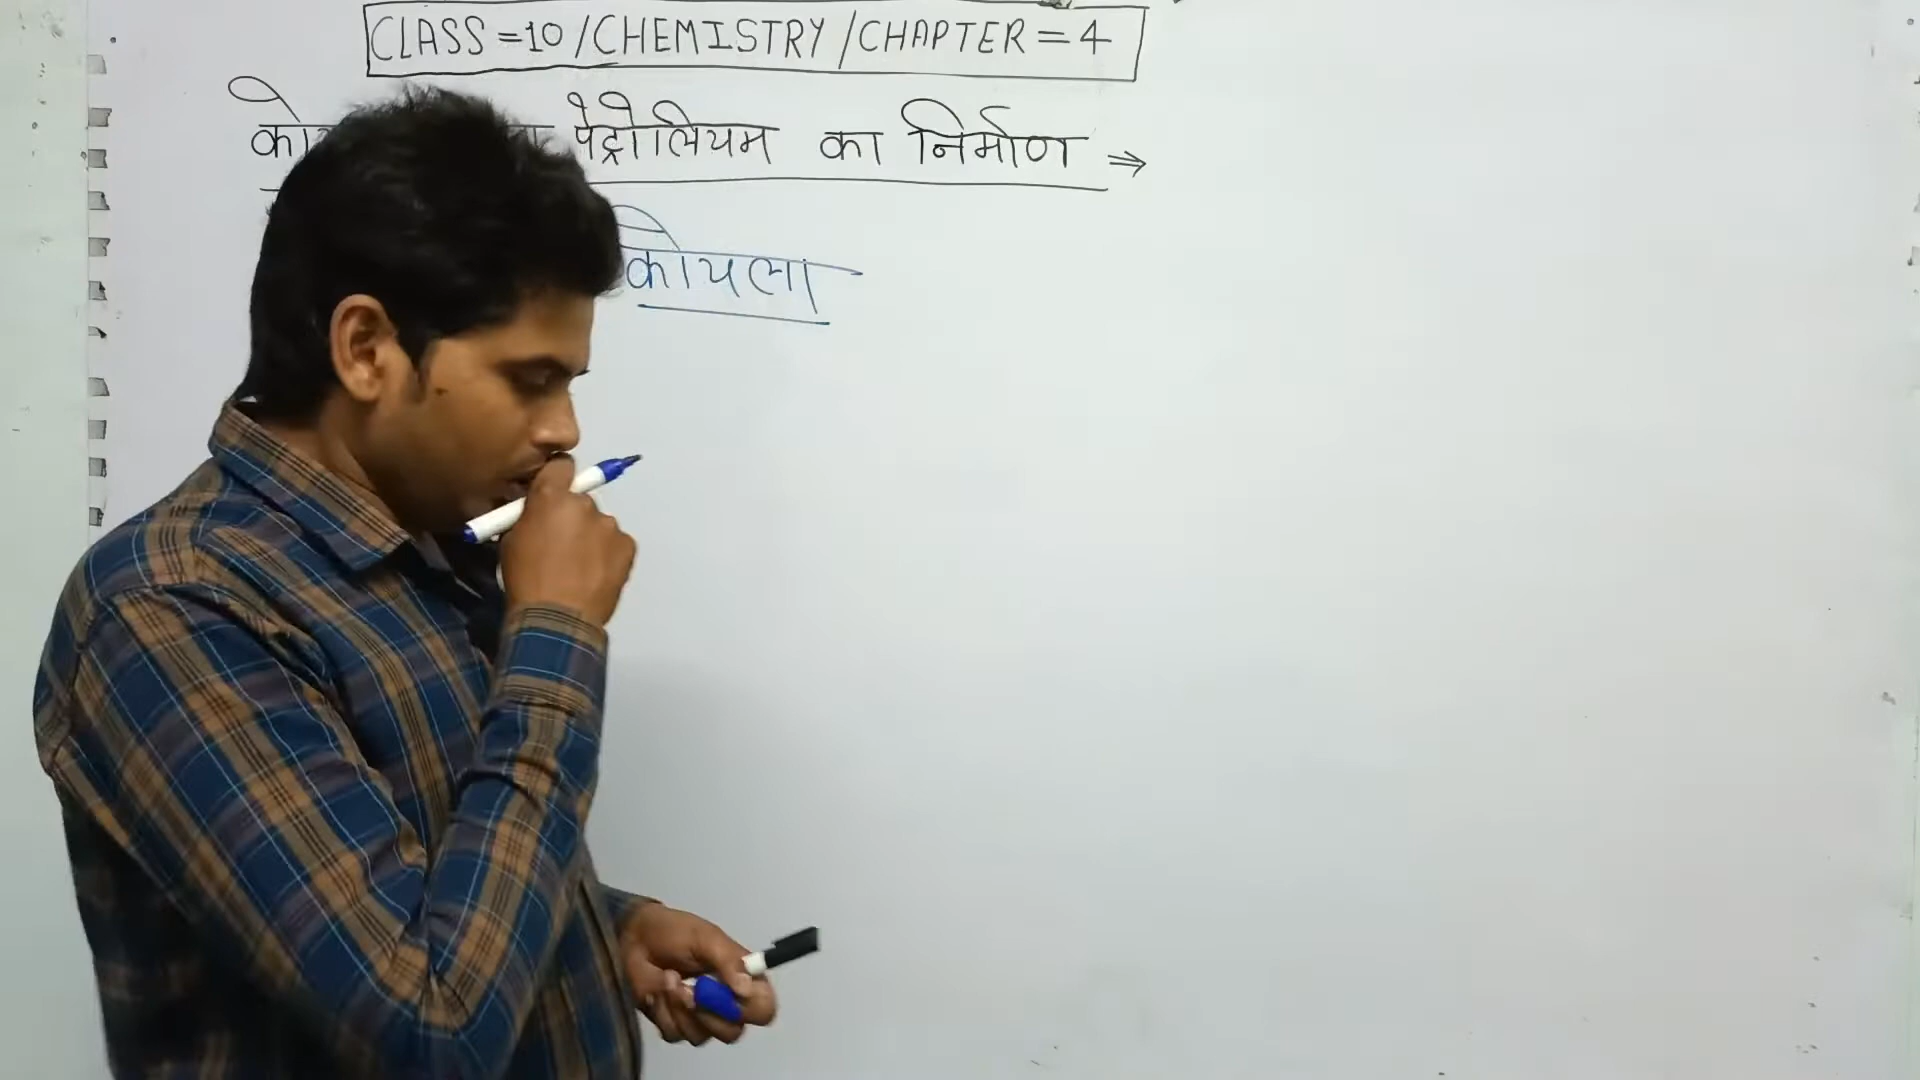 CLASS=10/CHEMISTRY/CHAPTER=4
पेट्रोलियम का निर्माण ⇒
कोयला